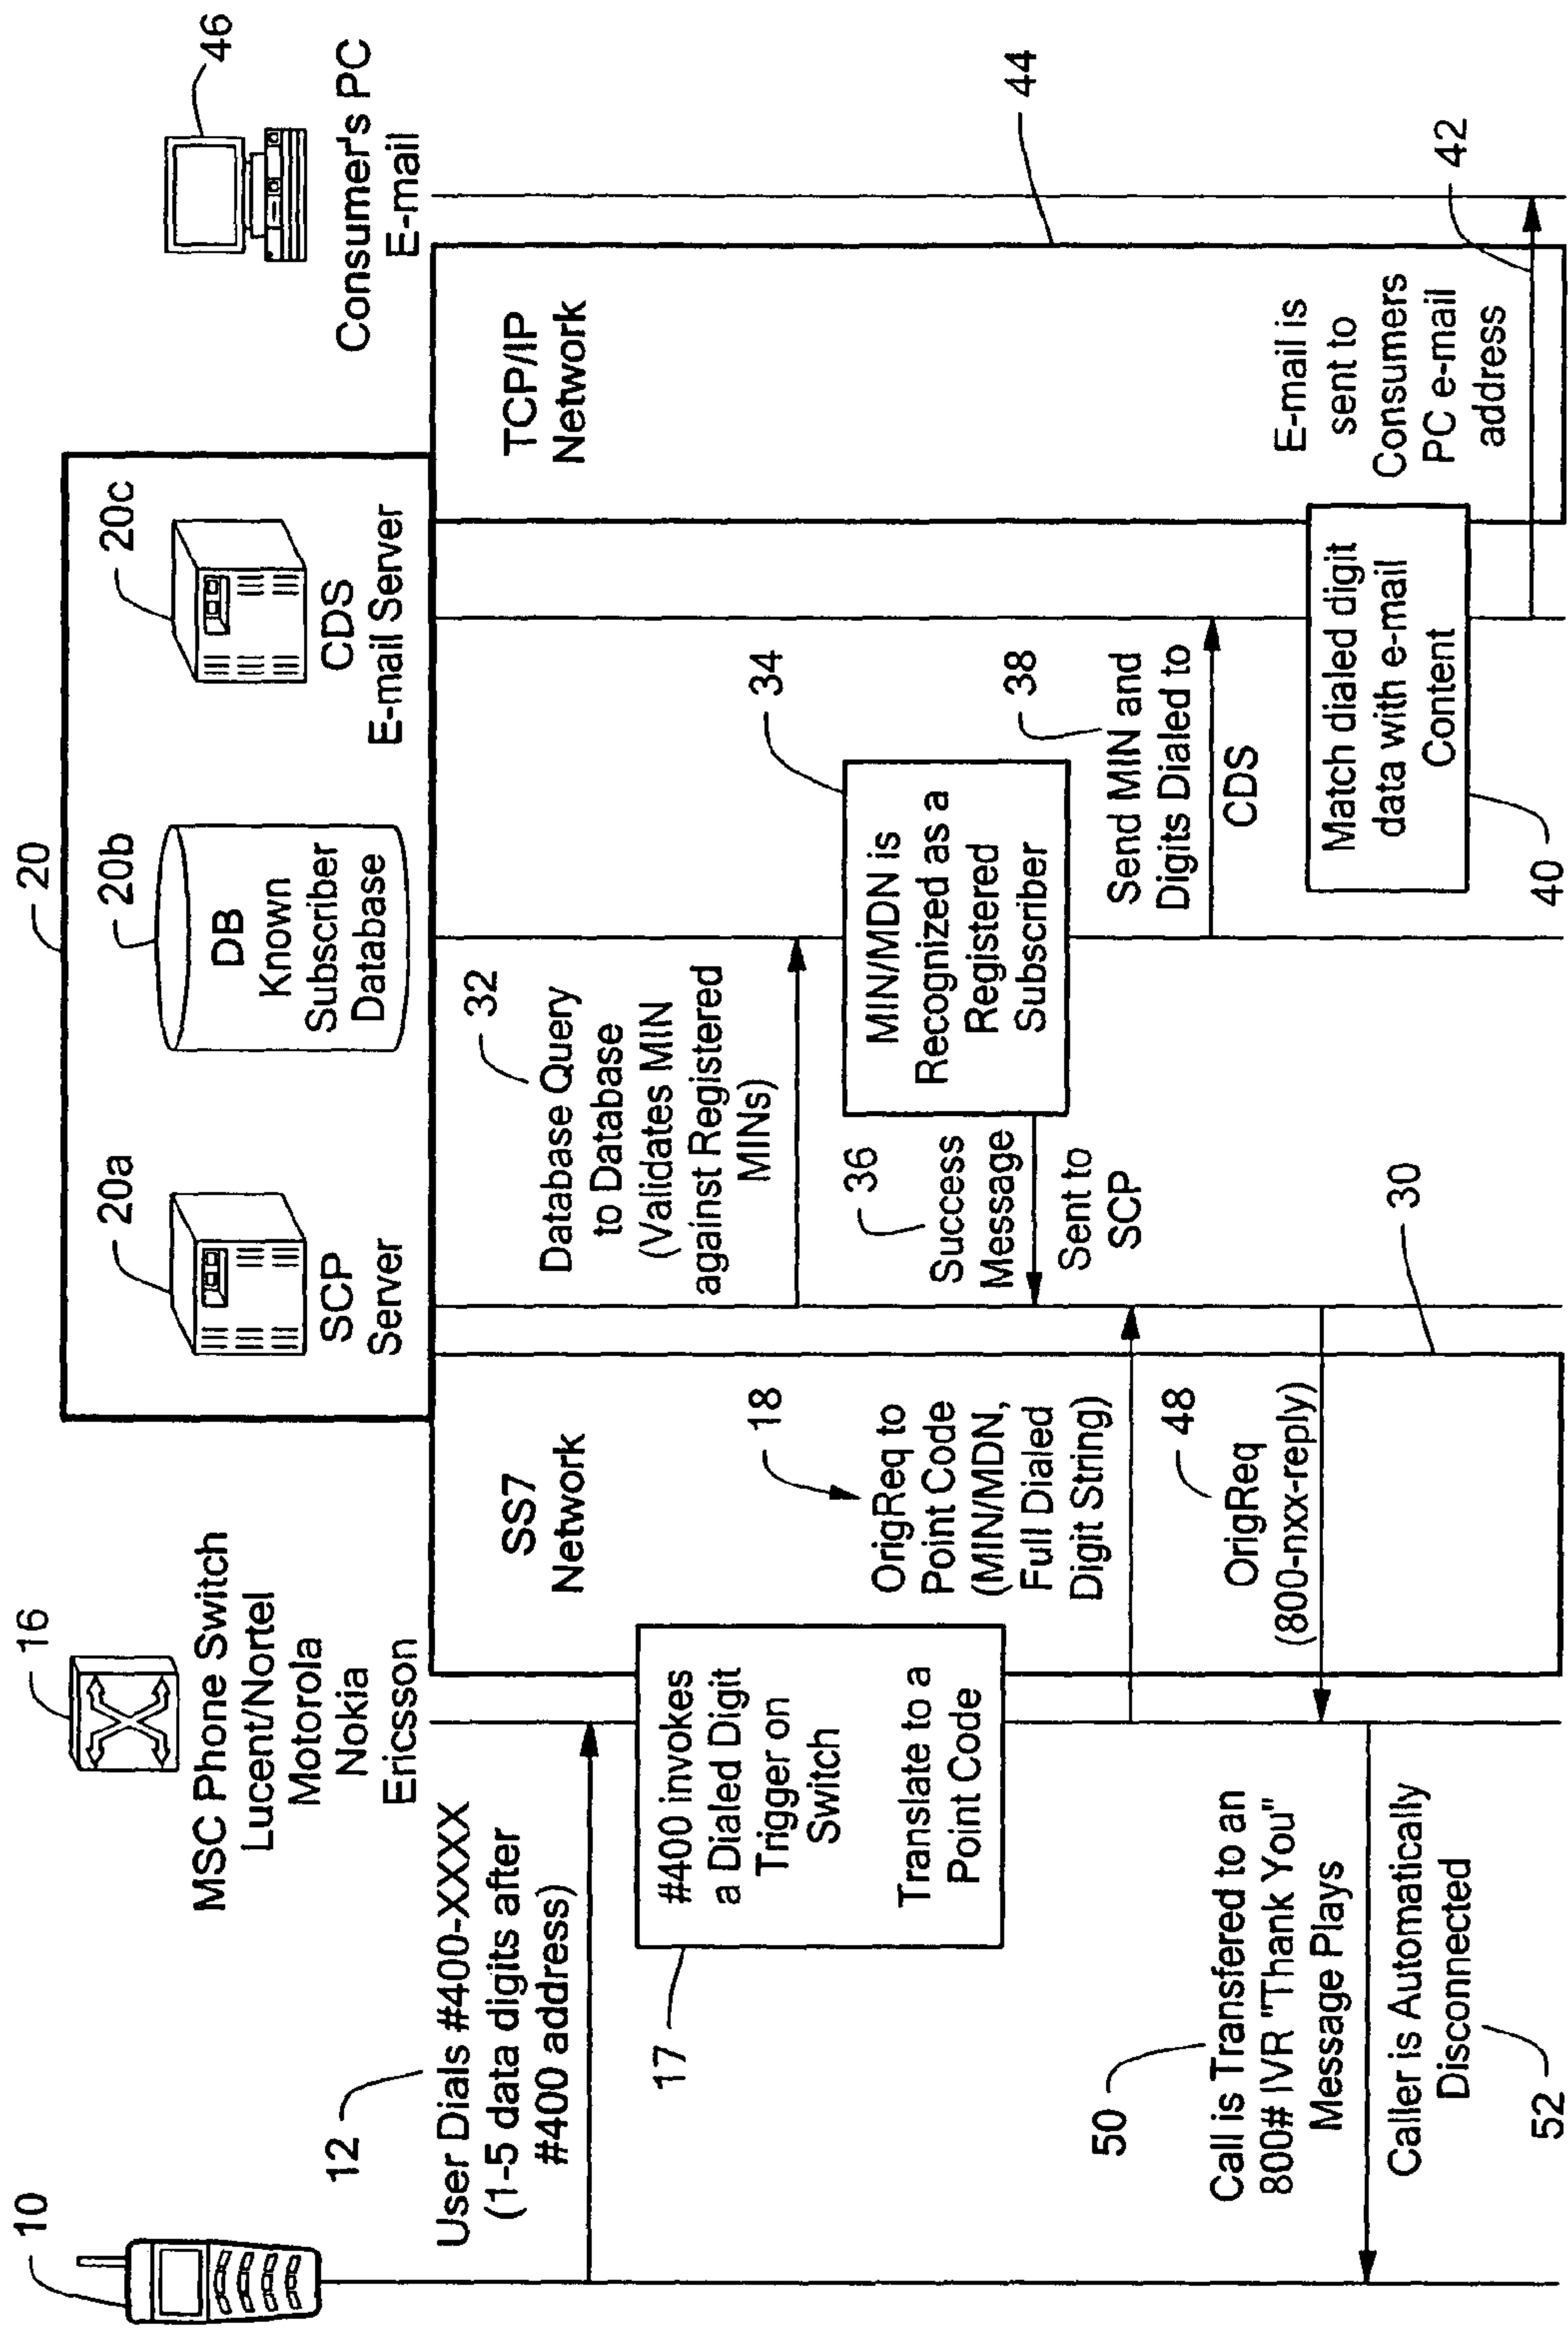 10
16
MSC Phone Switch
Lucent/Nortel
Motorola
Nokia
Ericsson
20
20a
SCP
Server
20b
DB
Known
Subscriber
Database
20c
CDS
E-mail Server
46
Consumer's PC
E-mail
12
User Dials #400-XXXX
(1-5 data digits after
#400 address)
SS7
Network
32
Database Query
to Database
(Validates MIN
against Registered
MINs)
TCP/IP
Network
44
17
#400 invokes
a Dialed Digit
Trigger on
Switch
Translate to a
Point Code
18
OrigReq to
Point Code
(MIN/MDN,
Full Dialed
Digit String)
34
MIN/MDN is
Recognized as a
Registered
Subscriber
36
Success
Message
Sent to
SCP
38
Send MIN and
Digits Dialed to
CDS
48
OrigReq
(800-nxx-reply)
30
Match dialed digit
data with e-mail
Content
40
E-mail is
sent to
Consumers
PC e-mail
address
42
50
Call is Transfered to an
800# IVR "Thank You"
Message Plays
Caller is Automatically
Disconnected
52